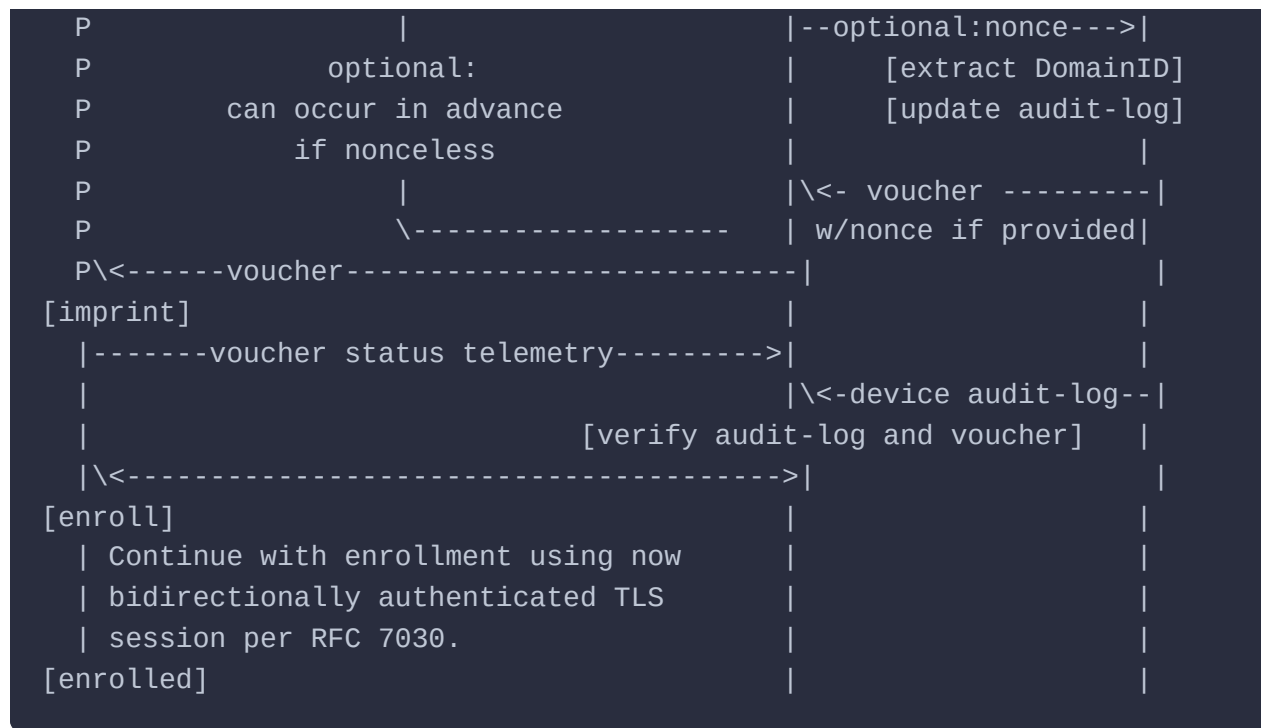 P                  |                      |--optional:nonce--->|
P              optional:                  |     [extract DomainID]
P        can occur in advance             |     [update audit-log]
P            if nonceless                 |                    |
P                  |                      |\<- voucher ---------|
P                  \-------------------   | w/nonce if provided|
P\<------voucher---------------------------|                    |
[imprint]                                   |                    |
|-------voucher status telemetry--------->|                    |
|                                         |\<-device audit-log--|
|                             [verify audit-log and voucher]   |
|\<--------------------------------------->|                    |
[enroll]                                    |                    |
| Continue with enrollment using now      |                    |
| bidirectionally authenticated TLS       |                    |
| session per RFC 7030.                   |                    |
[enrolled]                                  |                    |